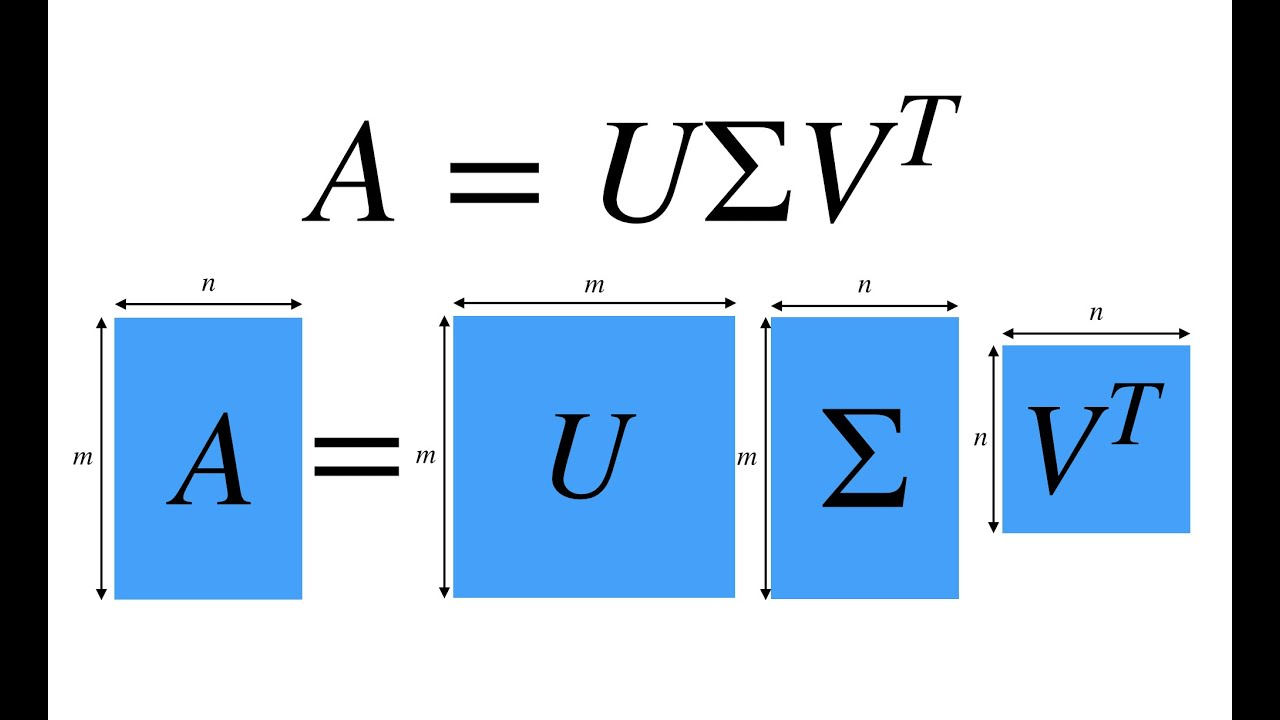 A = UΣV^T
n m n n
m A = m U m Σ n V^T